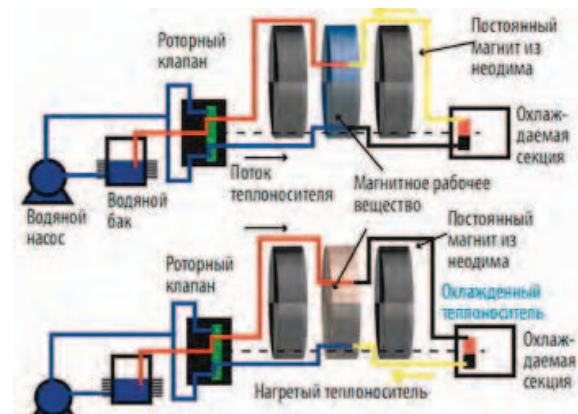 Роторный
клапан
Постоянный
магнит из
неодима
Охлаж-
даемая
секция
Водяной
насос
Водяной
бак
Поток
теплоносителя
Магнитное рабочее
вещество
Роторный
клапан
Постоянный
магнит из
неодима
Охлажденный
теплоноситель
Охлаж-
даемая
секция
Нагретый теплоноситель